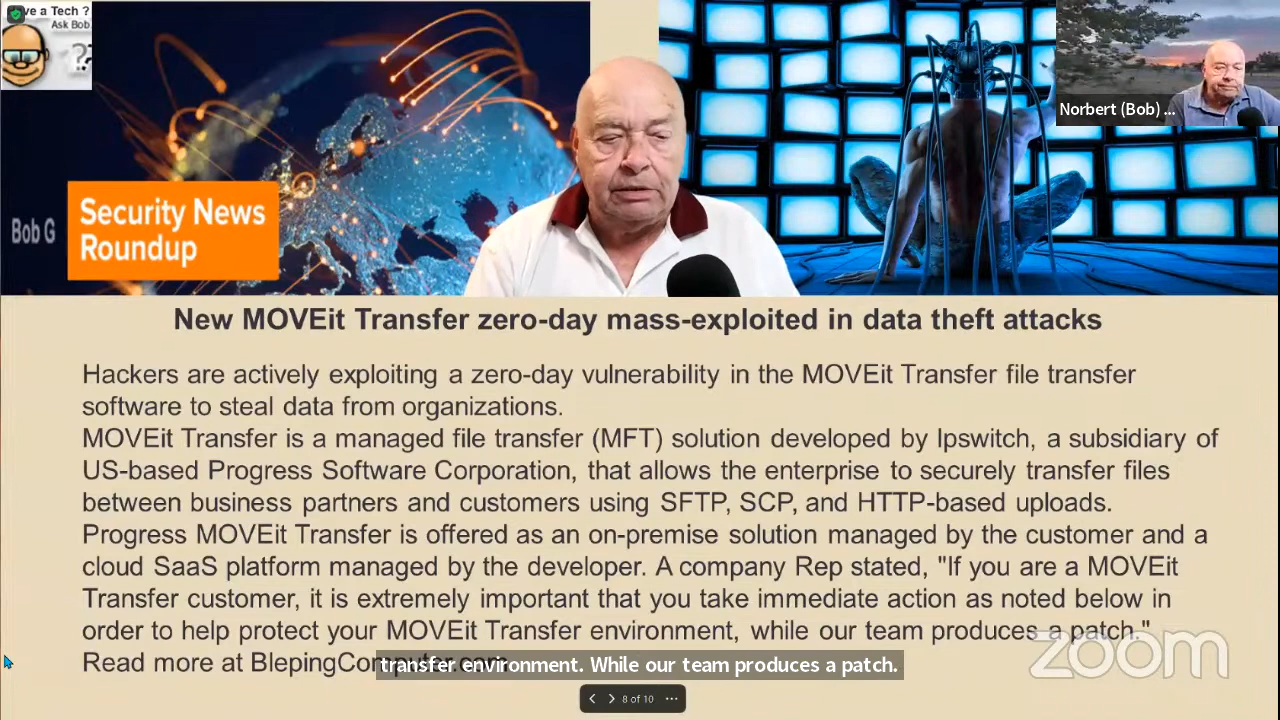 ve a Tech ?
Ask Bob
??
Norbert (Bob) ...
Bob G
Security News
Roundup
New MOVEit Transfer zero-day mass-exploited in data theft attacks
Hackers are actively exploiting a zero-day vulnerability in the MOVEit Transfer file transfer
software to steal data from organizations.
MOVEit Transfer is a managed file transfer (MFT) solution developed by Ipswitch, a subsidiary of
US-based Progress Software Corporation, that allows the enterprise to securely transfer files
between business partners and customers using SFTP, SCP, and HTTP-based uploads.
Progress MOVEit Transfer is offered as an on-premise solution managed by the customer and a
cloud SaaS platform managed by the developer. A company Rep stated, "If you are a MOVEit
Transfer customer, it is extremely important that you take immediate action as noted below in
order to help protect your MOVEit Transfer environment, while our team produces a patch."
zoom
Read more at
transfer environment. While our team produces a patch.
8 of 10